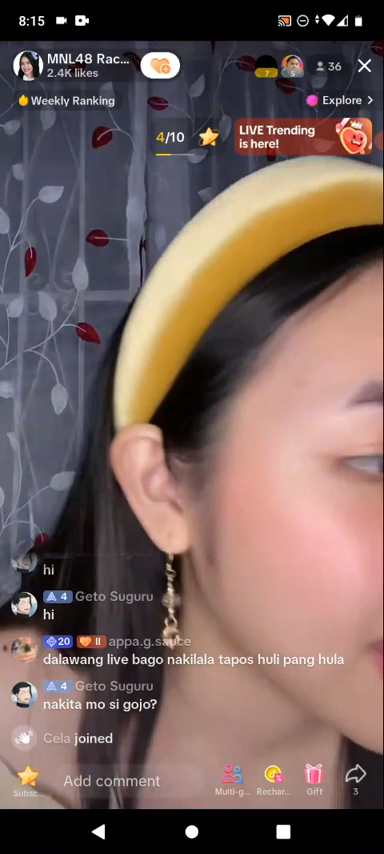 8:15
MNL48 Rac...
2.4K likes
7
5
36
Weekly Ranking
Explore >
4/10
LIVE Trending
is here!
hi
4 Geto Suguru
hi
20 II appa.g.sauce
dalawang live bago nakilala tapos huli pang hula
4 Geto Suguru
nakita mo si gojo?
Cela joined
Subsc...
Add comment
Multi-g...
Rechar...
Gift
3